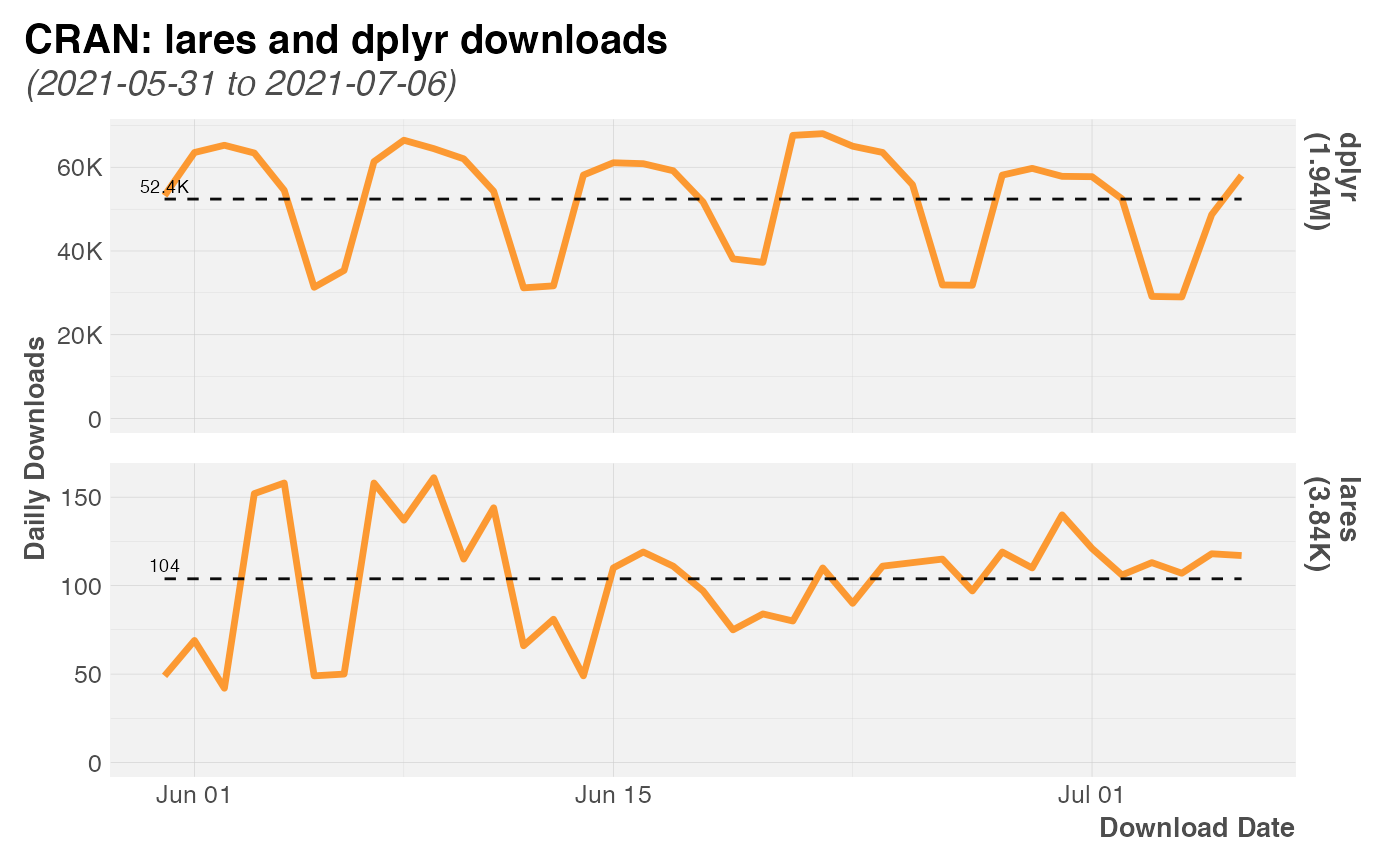 CRAN: lares and dplyr downloads
(2021-05-31 to 2021-07-06)
Dailly Downloads
60K
40K
20K
0
52.4K
dplyr
(1.94M)
150
100
50
0
104
lares
(3.84K)
Jun 01
Jun 15
Jul 01
Download Date